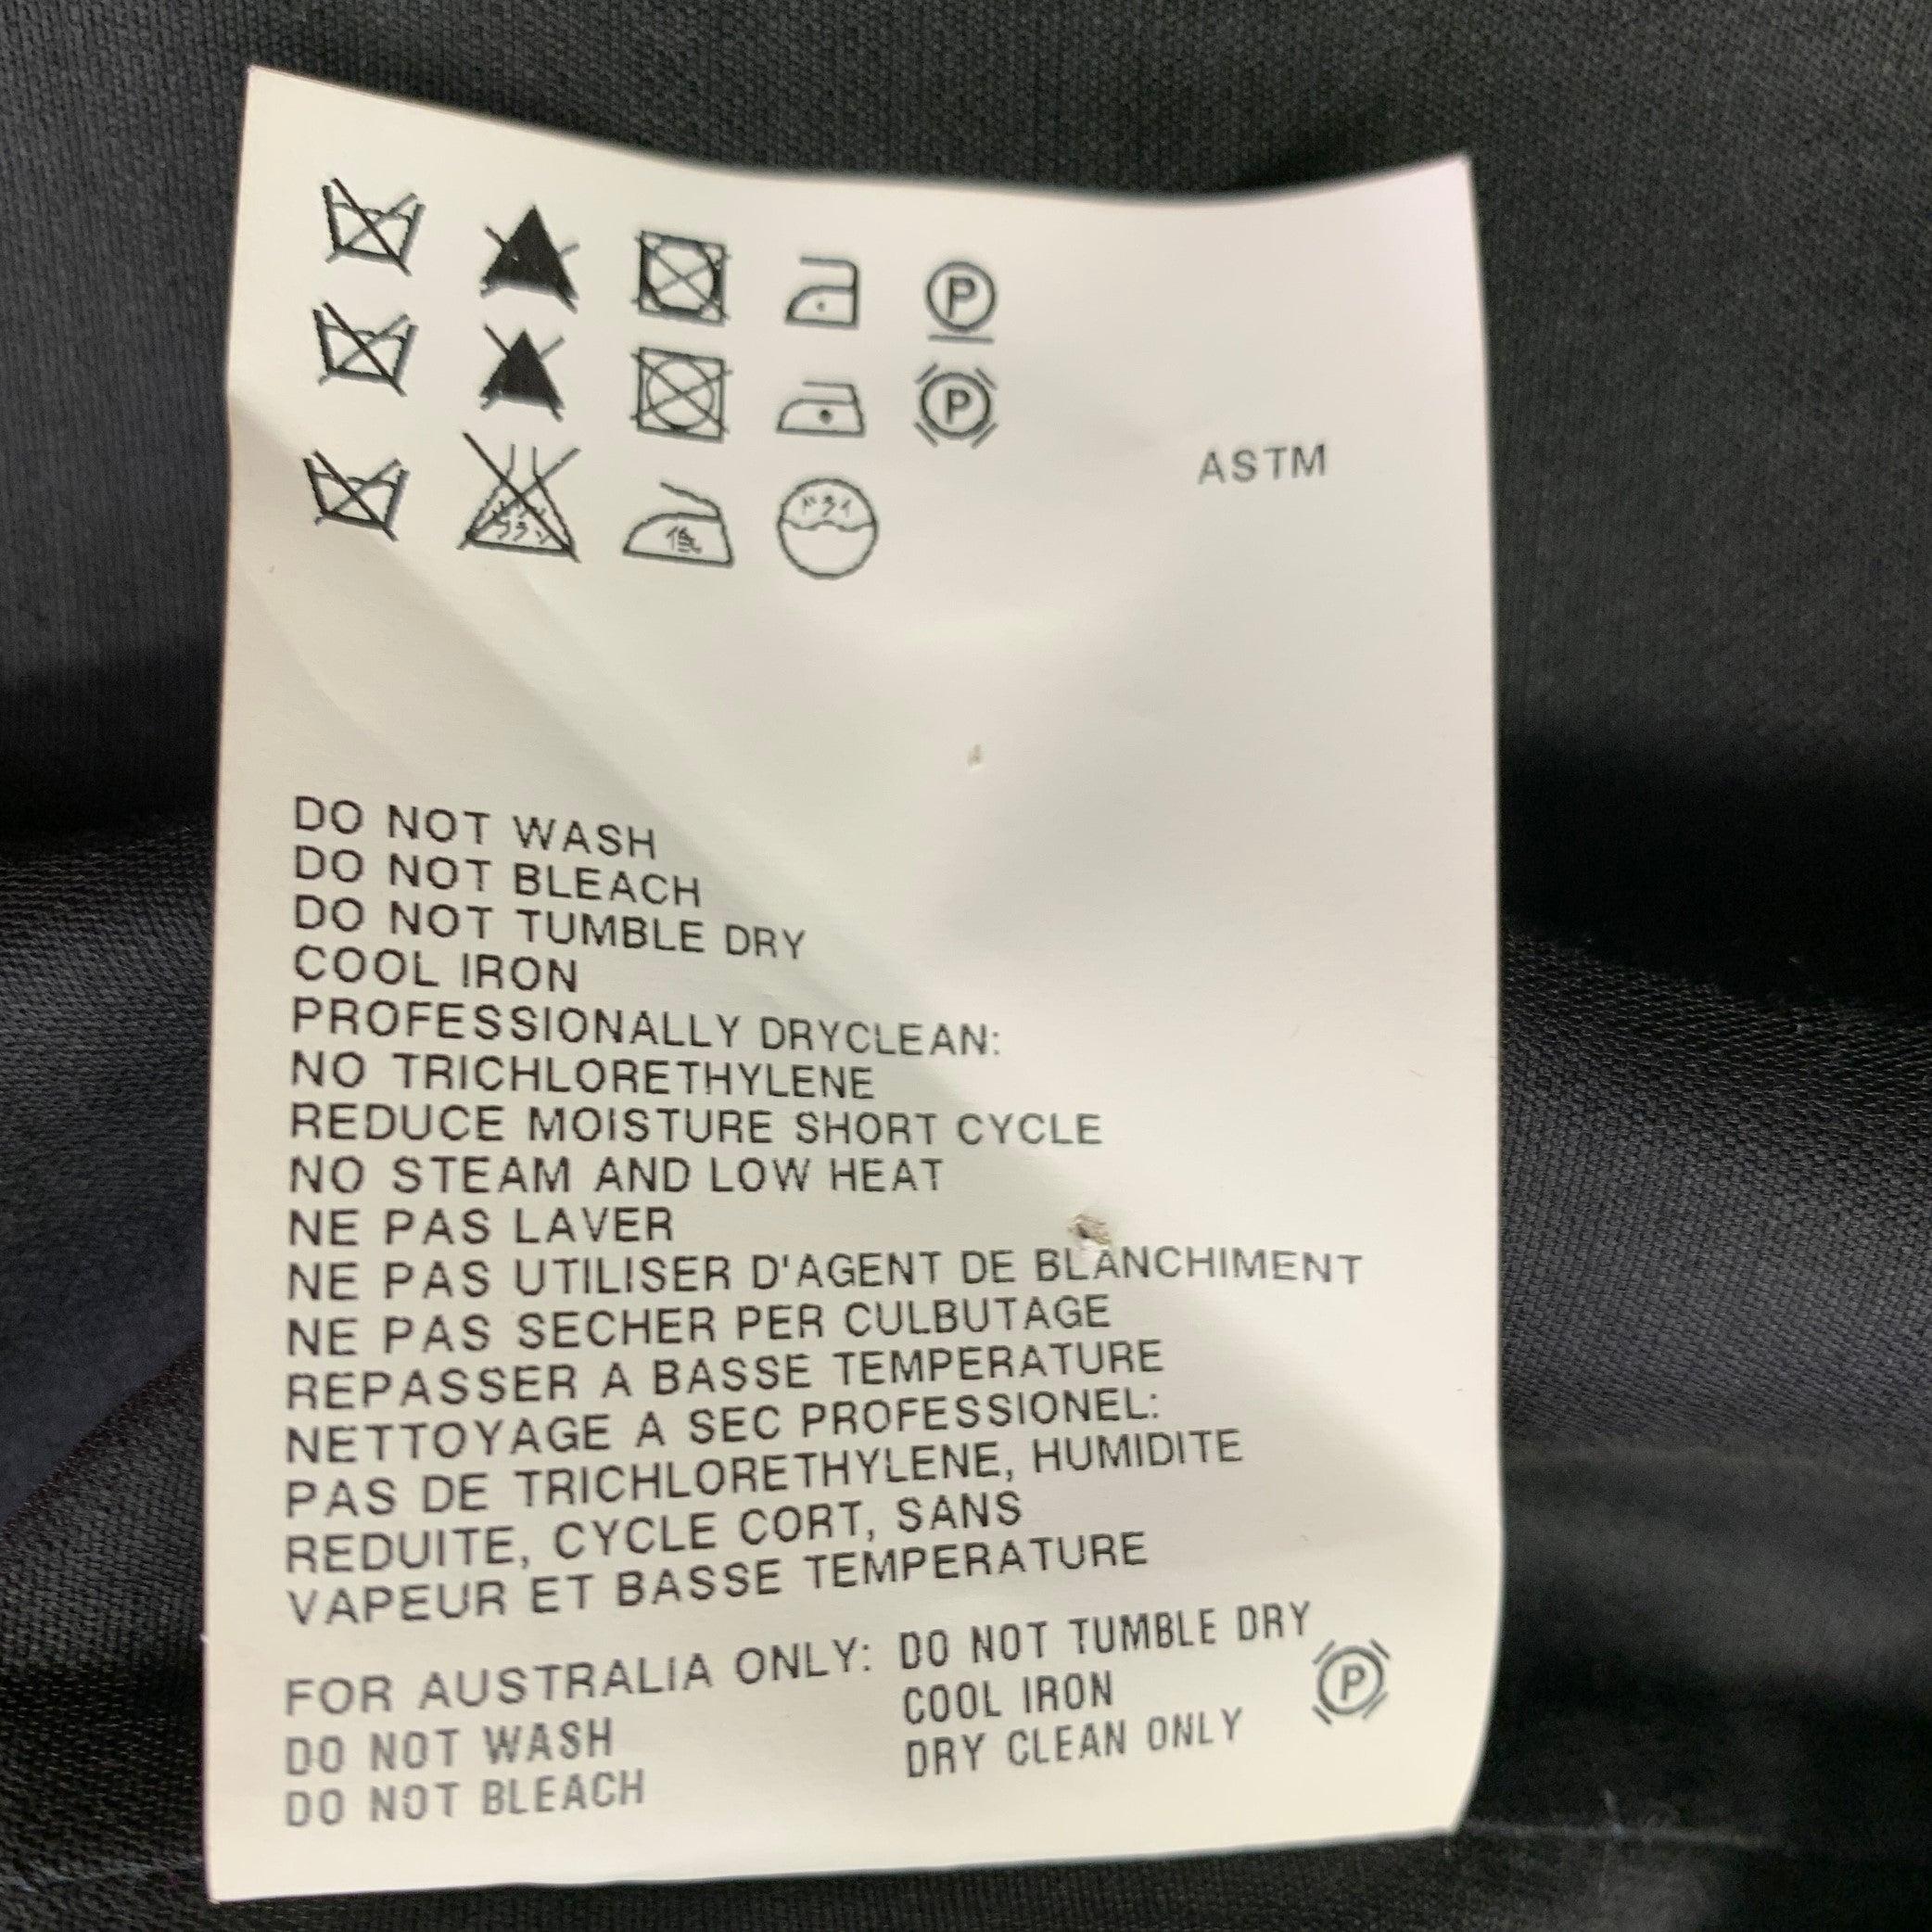 P
P
ASTM
ドライ
低
DO NOT WASH
DO NOT BLEACH
DO NOT TUMBLE DRY
COOL IRON
PROFESSIONALLY DRYCLEAN:
NO TRICHLORETHYLENE
REDUCE MOISTURE SHORT CYCLE
NO STEAM AND LOW HEAT
NE PAS LAVER
NE PAS UTILISER D'AGENT DE BLANCHIMENT
NE PAS SECHER PER CULBUTAGE
REPASSER A BASSE TEMPERATURE
NETTOYAGE A SEC PROFESSIONEL:
PAS DE TRICHLORETHYLENE, HUMIDITE
REDUITE, CYCLE CORT, SANS
VAPEUR ET BASSE TEMPERATURE
FOR AUSTRALIA ONLY:
DO NOT WASH
DO NOT BLEACH
DO NOT TUMBLE DRY
COOL IRON
DRY CLEAN ONLY
P